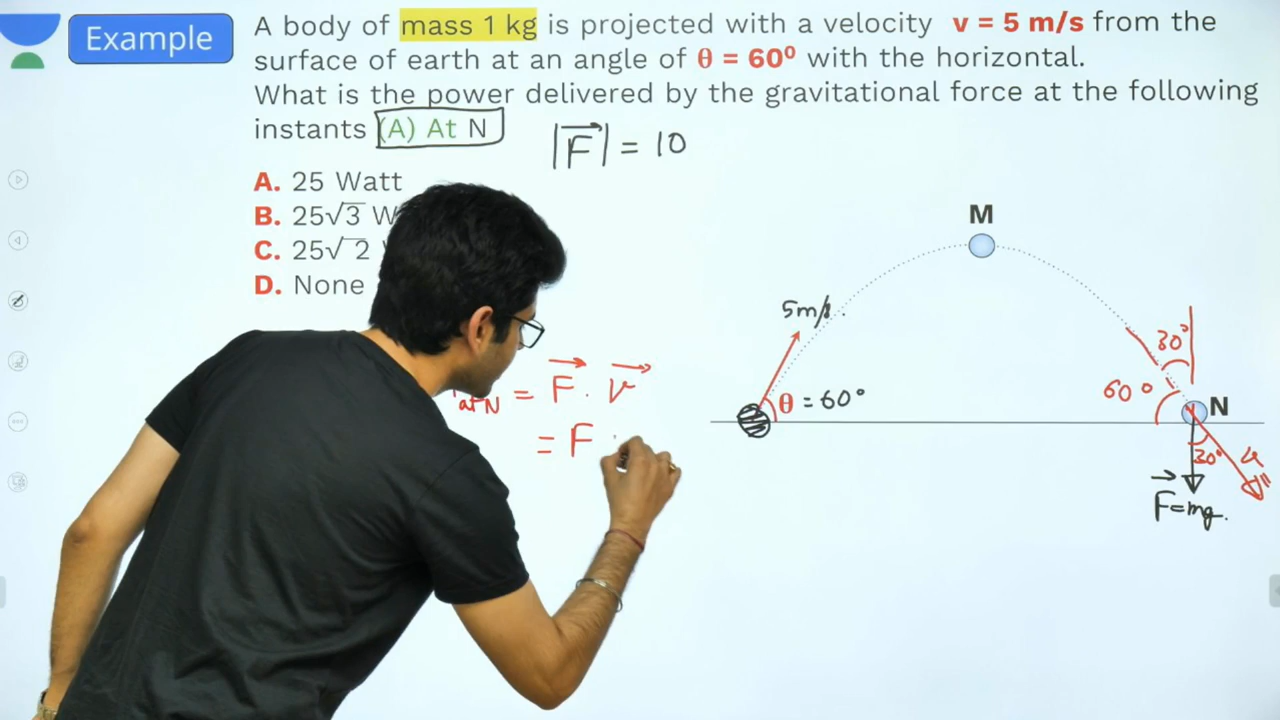 Example
A body of mass 1 kg is projected with a velocity v = 5 m/s from the
surface of earth at an angle of θ = 60⁰ with the horizontal.
What is the power delivered by the gravitational force at the following
instants (A) At N
|F⃗| = 10
A. 25 Watt
B. 25√3 W
C. 25√2
D. None
M
5m/s.
θ = 60°
30°
60°
N
30°
F⃗=mg.
at N = F⃗ . v⃗
= F